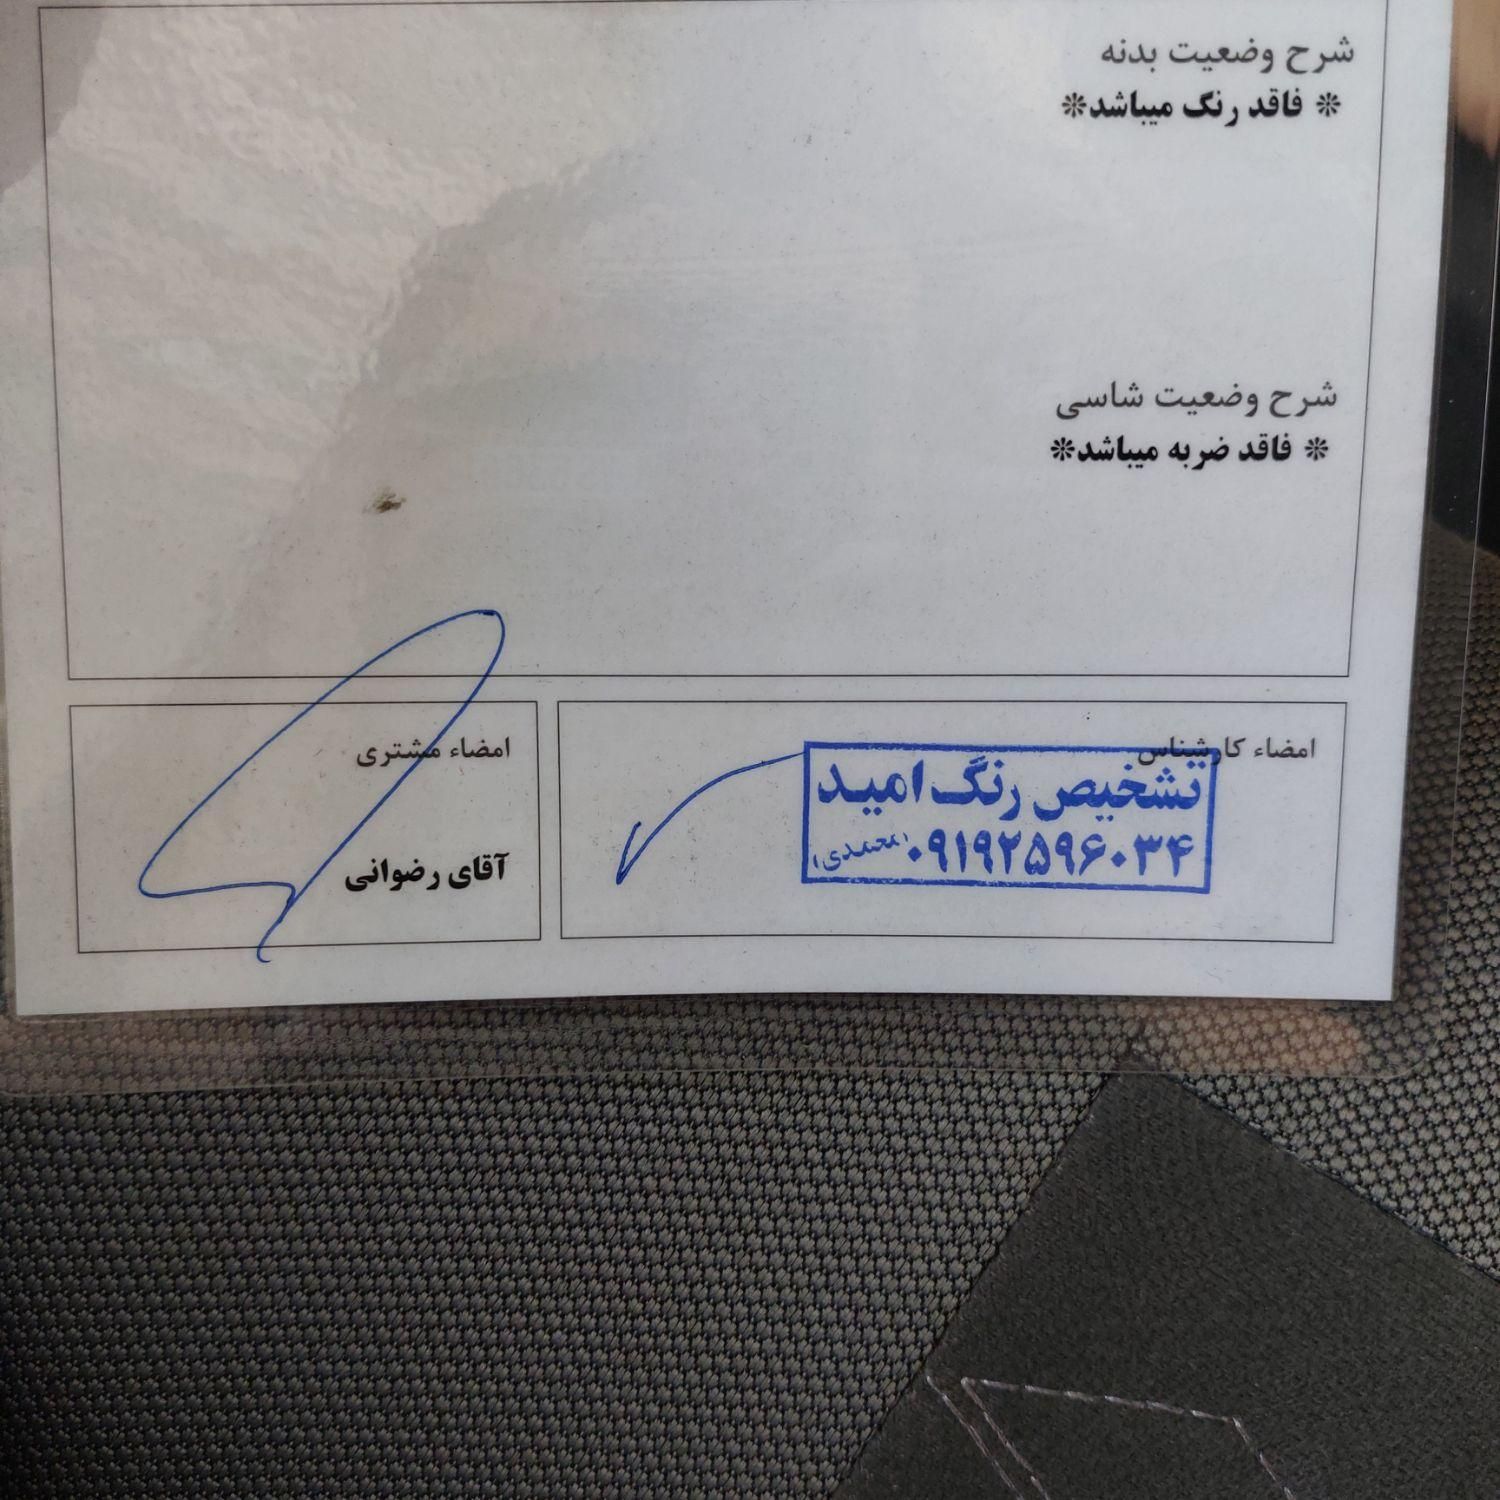 شرح وضعیت بدنه
❊ فاقد رنگ میباشد❊
شرح وضعیت شاسی
❊ فاقد ضربه میباشد❊
امضاء کارشناس
تشخیص رنگ امید
۰۹۱۹۲۵۹۶۰۳۴ (محمدی)
امضاء مشتری
آقای رضوانی